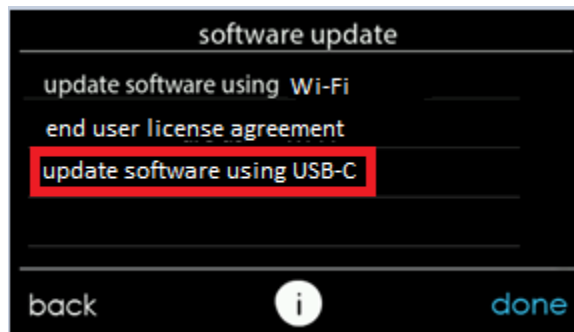 software update
update software using Wi-Fi
end user license agreement
update software using USB-C
back i done